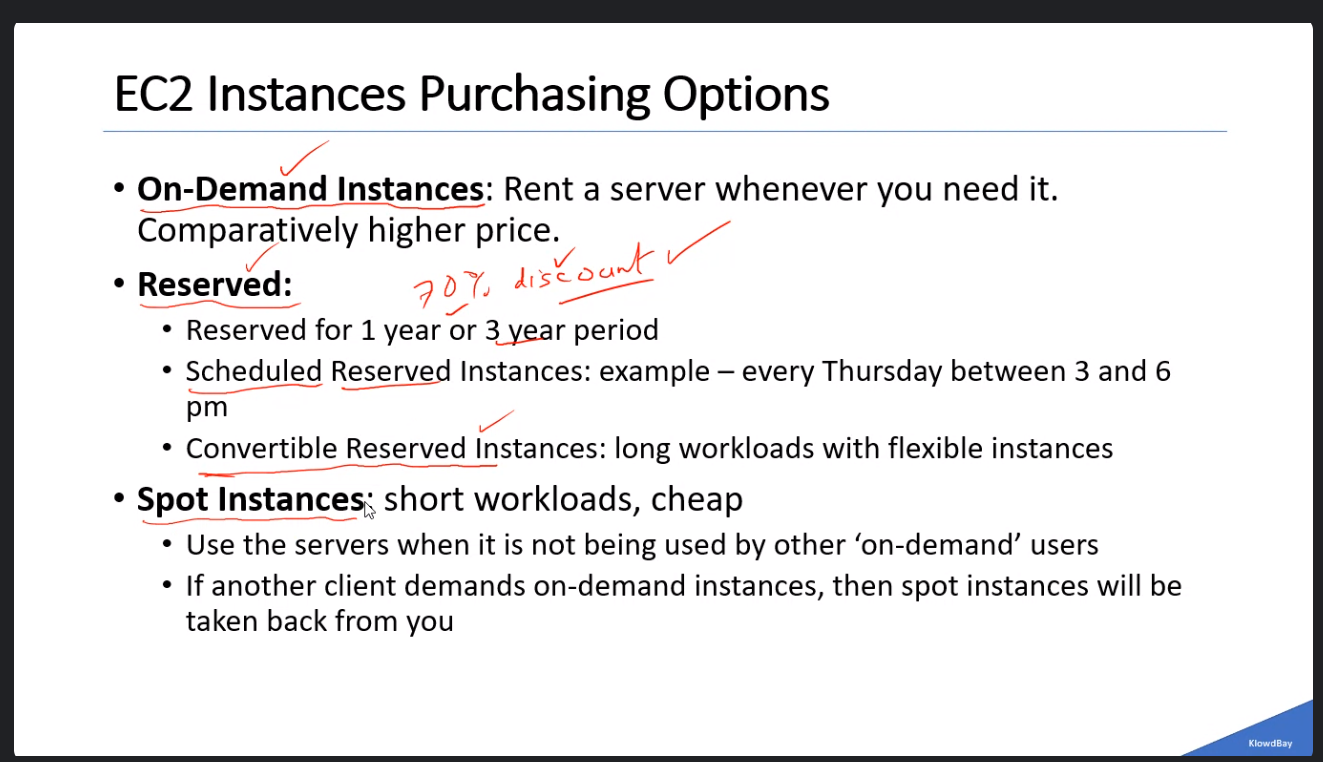 EC2 Instances Purchasing Options
• On-Demand Instances: Rent a server whenever you need it.
Comparatively higher price.
• Reserved:
70% discount
• Reserved for 1 year or 3 year period
• Scheduled Reserved Instances: example – every Thursday between 3 and 6
pm
• Convertible Reserved Instances: long workloads with flexible instances
• Spot Instances: short workloads, cheap
• Use the servers when it is not being used by other ‘on-demand’ users
• If another client demands on-demand instances, then spot instances will be
taken back from you
KlowdBay